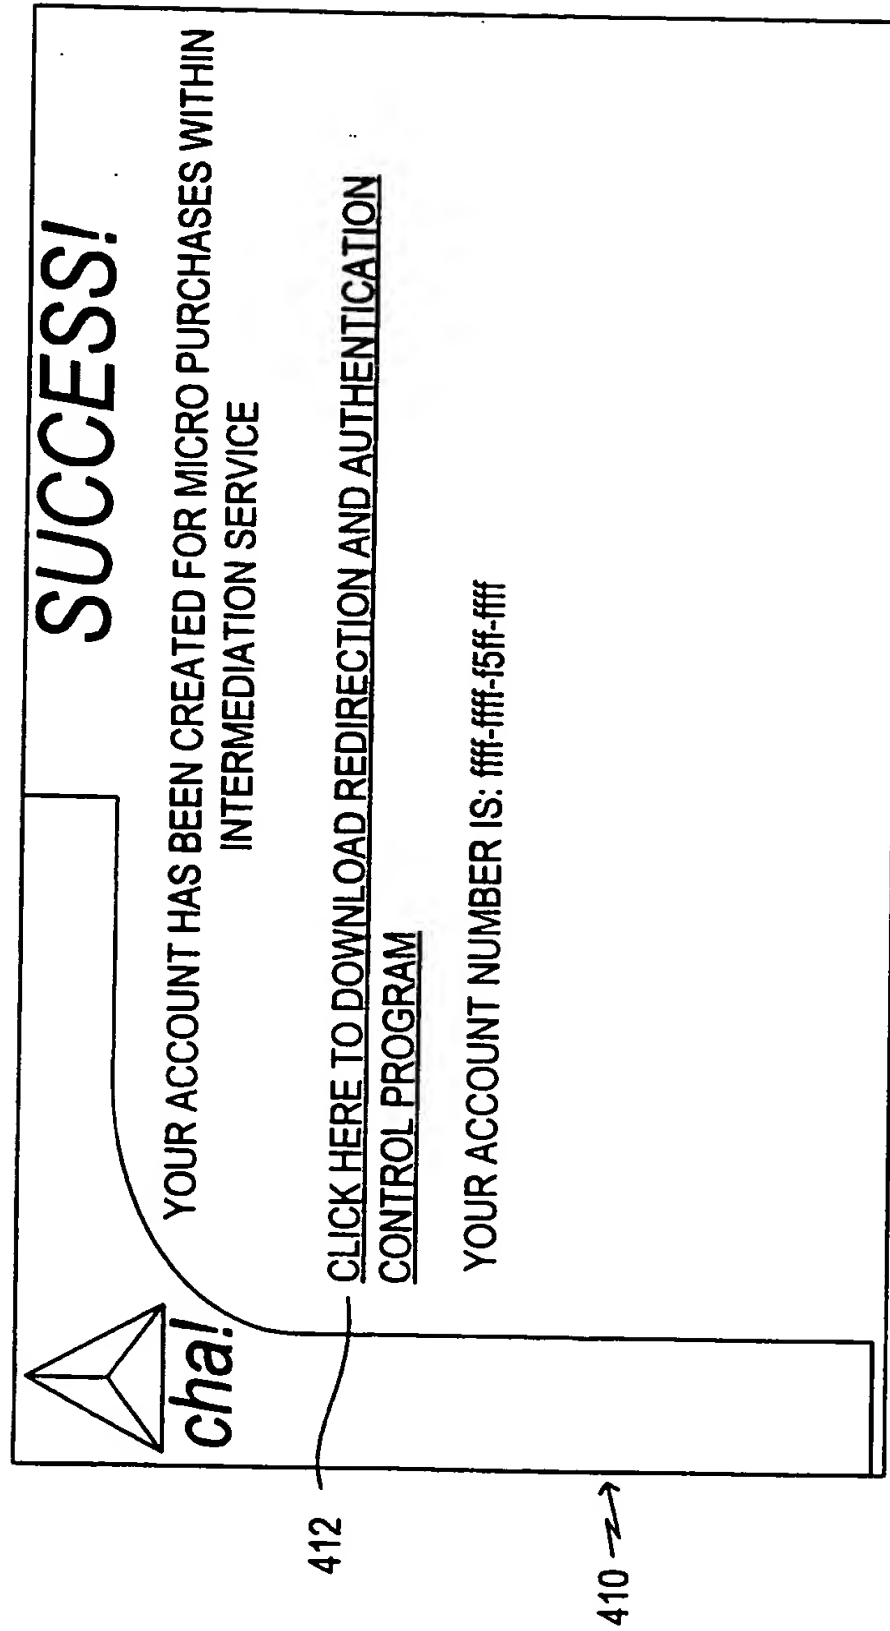 SUCCESS!
cha!
YOUR ACCOUNT HAS BEEN CREATED FOR MICRO PURCHASES WITHIN
INTERMEDIATION SERVICE
412
CLICK HERE TO DOWNLOAD REDIRECTION AND AUTHENTICATION
CONTROL PROGRAM
YOUR ACCOUNT NUMBER IS: ffff-ffff-f5ff-ffff
410